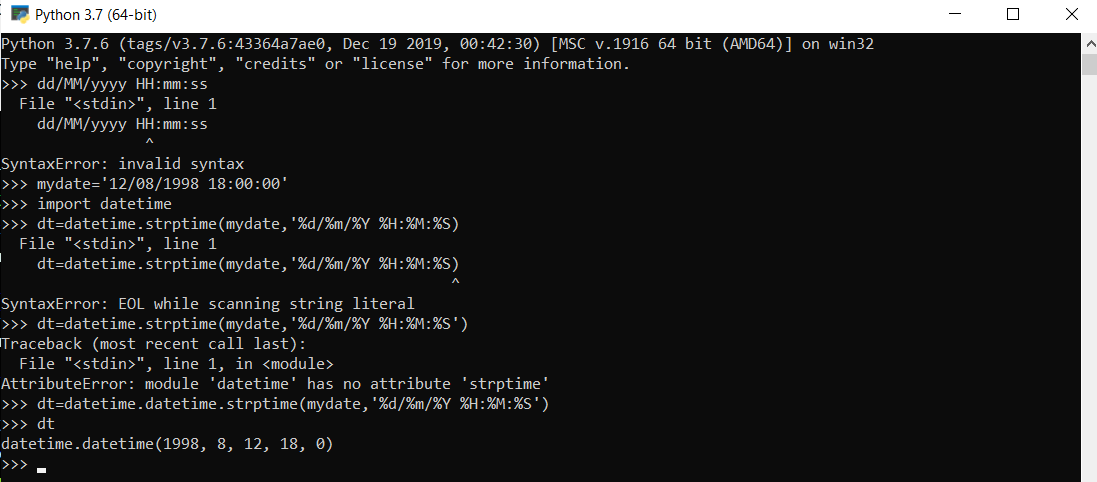 Python 3.7 (64-bit)
Python 3.7.6 (tags/v3.7.6:43364a7ae0, Dec 19 2019, 00:42:30) [MSC v.1916 64 bit (AMD64)] on win32
Type "help", "copyright", "credits" or "license" for more information.
>>> dd/MM/yyyy HH:mm:ss
  File "<stdin>", line 1
    dd/MM/yyyy HH:mm:ss
                ^
SyntaxError: invalid syntax
>>> mydate='12/08/1998 18:00:00'
>>> import datetime
>>> dt=datetime.strptime(mydate,'%d/%m/%Y %H:%M:%S)
  File "<stdin>", line 1
    dt=datetime.strptime(mydate,'%d/%m/%Y %H:%M:%S)
                                                  ^
SyntaxError: EOL while scanning string literal
>>> dt=datetime.strptime(mydate,'%d/%m/%Y %H:%M:%S')
Traceback (most recent call last):
  File "<stdin>", line 1, in <module>
AttributeError: module 'datetime' has no attribute 'strptime'
>>> dt=datetime.datetime.strptime(mydate,'%d/%m/%Y %H:%M:%S')
>>> dt
datetime.datetime(1998, 8, 12, 18, 0)
>>>